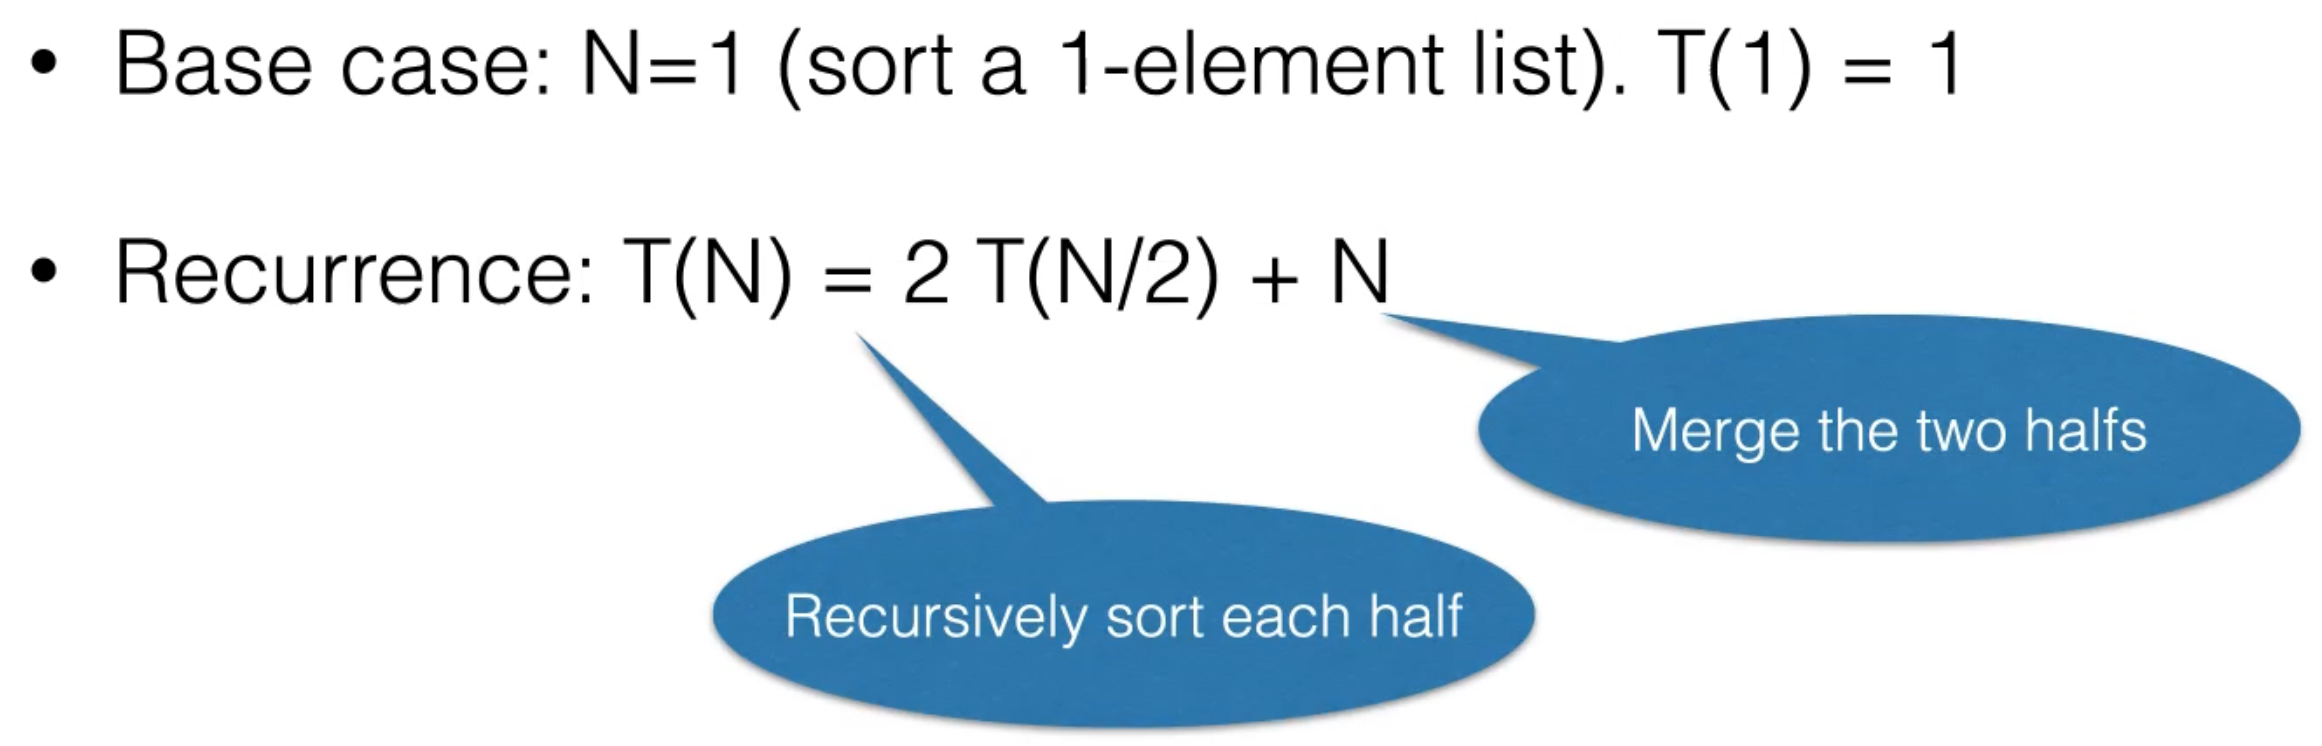 • Base case: N=1 (sort a 1-element list). T(1) = 1
• Recurrence: T(N) = 2 T(N/2) + N
Merge the two halfs
Recursively sort each half